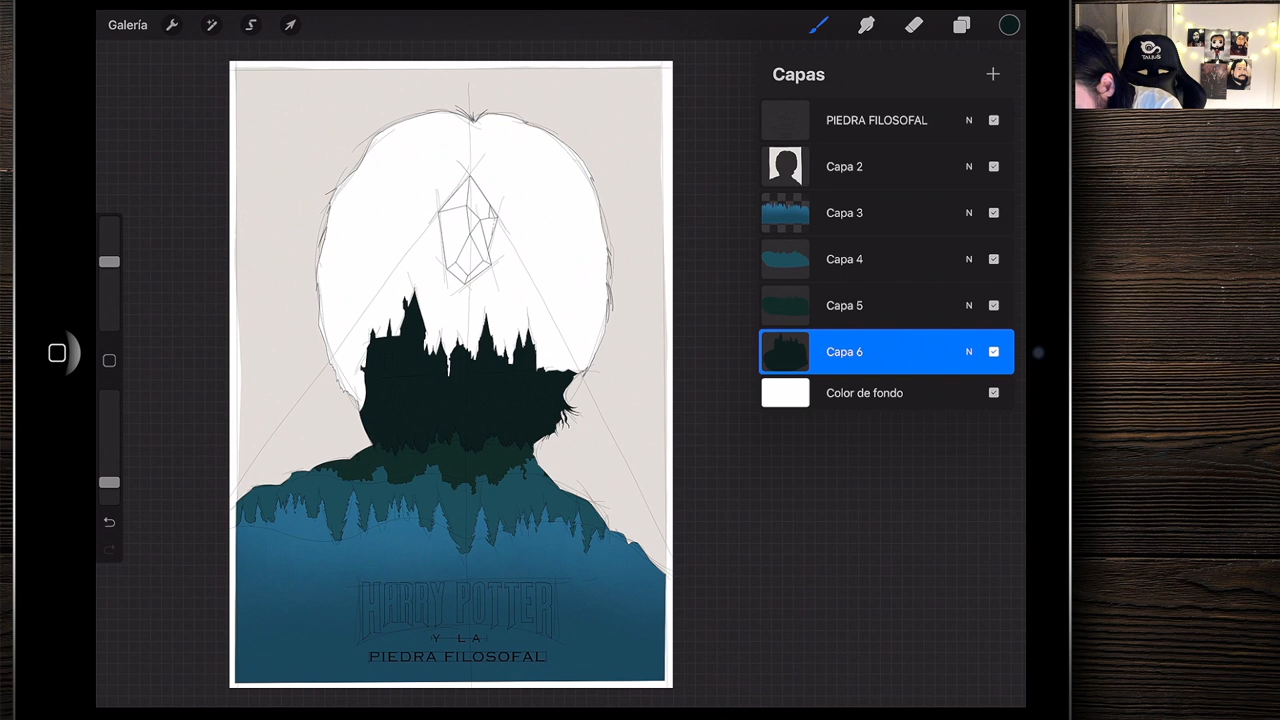 Galería
Capas
PIEDRA FILOSOFAL N
Capa 2 N
Capa 3 N
Capa 4 N
Capa 5 N
Capa 6 N
Color de fondo
HARRY POTTER
Y LA
PIEDRA FILOSOFAL
TALIUS